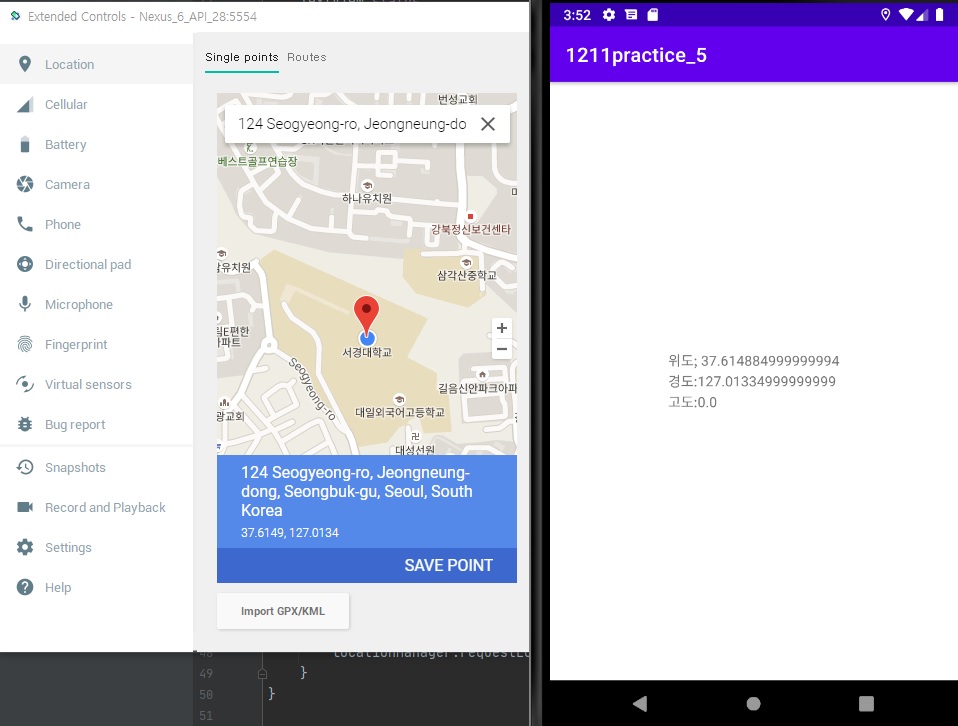 Extended Controls - Nexus_6_API_28:5554
Location
Cellular
Battery
Camera
Phone
Directional pad
Microphone
Fingerprint
Virtual sensors
Bug report
Snapshots
Record and Playback
Settings
Help
Single points
Routes
번성교회
124 Seogyeong-ro, Jeongneung-do
베스트골프연습장
하나유치원
강북정신보건센타
유치원
삼각산중학교
E편한
아파트
서경대학교
Seogyeong-ro
길음신안파크아파
광교회
대일외국어고등학교
대성선원
124 Seogyeong-ro, Jeongneung-
dong, Seongbuk-gu, Seoul, South
Korea
37.6149, 127.0134
SAVE POINT
Import GPX/KML
48
49 }
50 }
51
3:52
1211practice_5
위도; 37.614884999999994
경도:127.01334999999999
고도:0.0